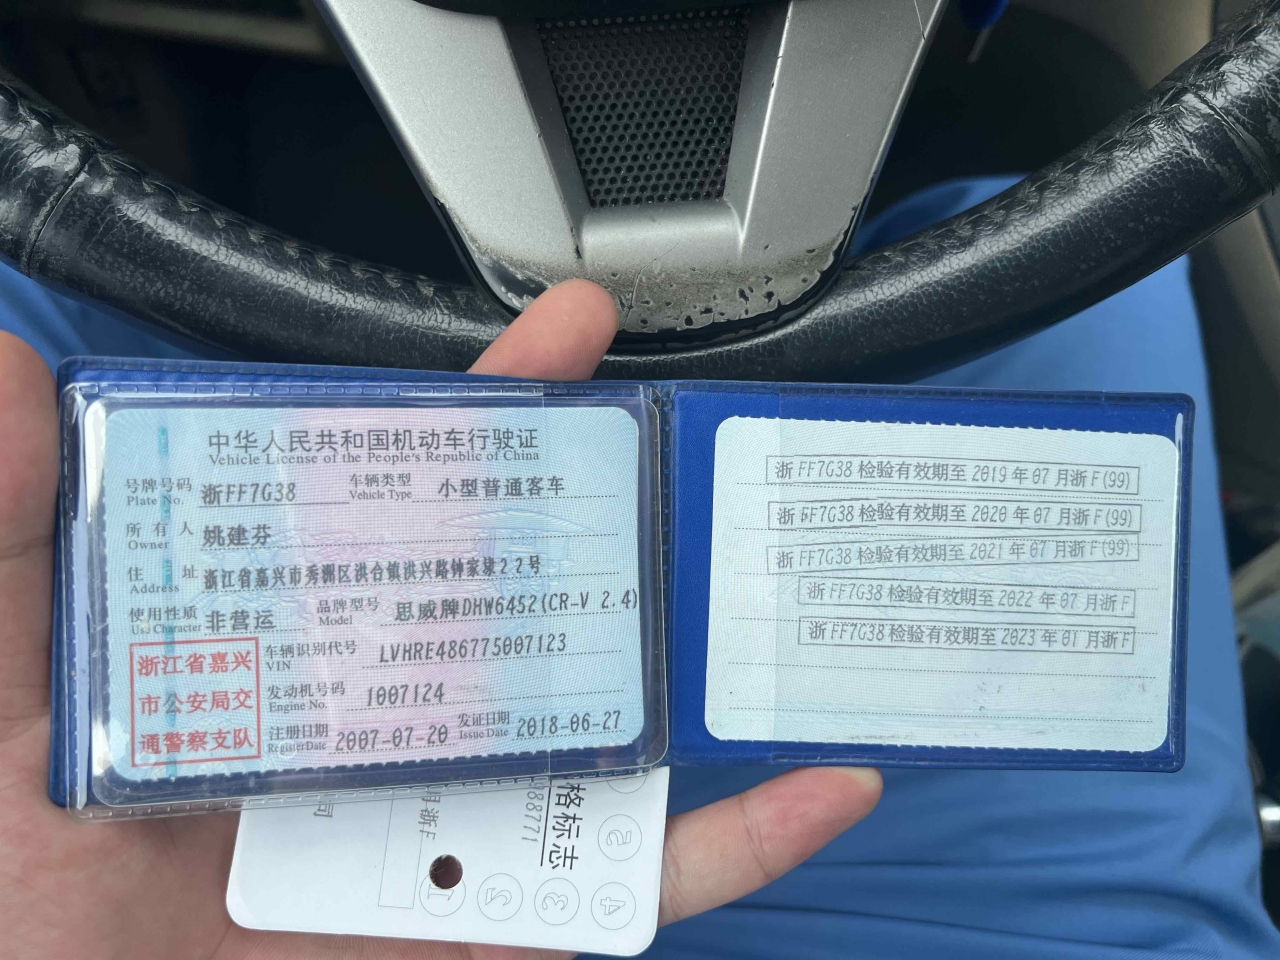 中华人民共和国机动车行驶证
Vehicle License of the People's Republic of China
号牌号码 浙FF7G38 车辆类型 小型普通客车
Plate No. Vehicle Type
所有人 姚建芬
Owner
住址 浙江省嘉兴市秀洲区洪合镇洪兴路钟家埭22号
Address
使用性质 非营运 品牌型号 思威牌DHW6452(CR-V 2.4)
Use Character Model
浙江省嘉兴
市公安局交
通警察支队
车辆识别代号 LVHRE486775007123
VIN
发动机号码 1007124
Engine No.
注册日期 2007-07-20 发证日期 2018-06-27
Register Date Issue Date
浙FF7G38检验有效期至2019年07月浙F(99)
浙FF7G38检验有效期至2020年07月浙F(99)
浙FF7G38检验有效期至2021年07月浙F(99)
浙FF7G38检验有效期至2022年07月浙F
浙FF7G38检验有效期至2023年01月浙F
格标志
988771
月浙F
司
1
2
3
4
5